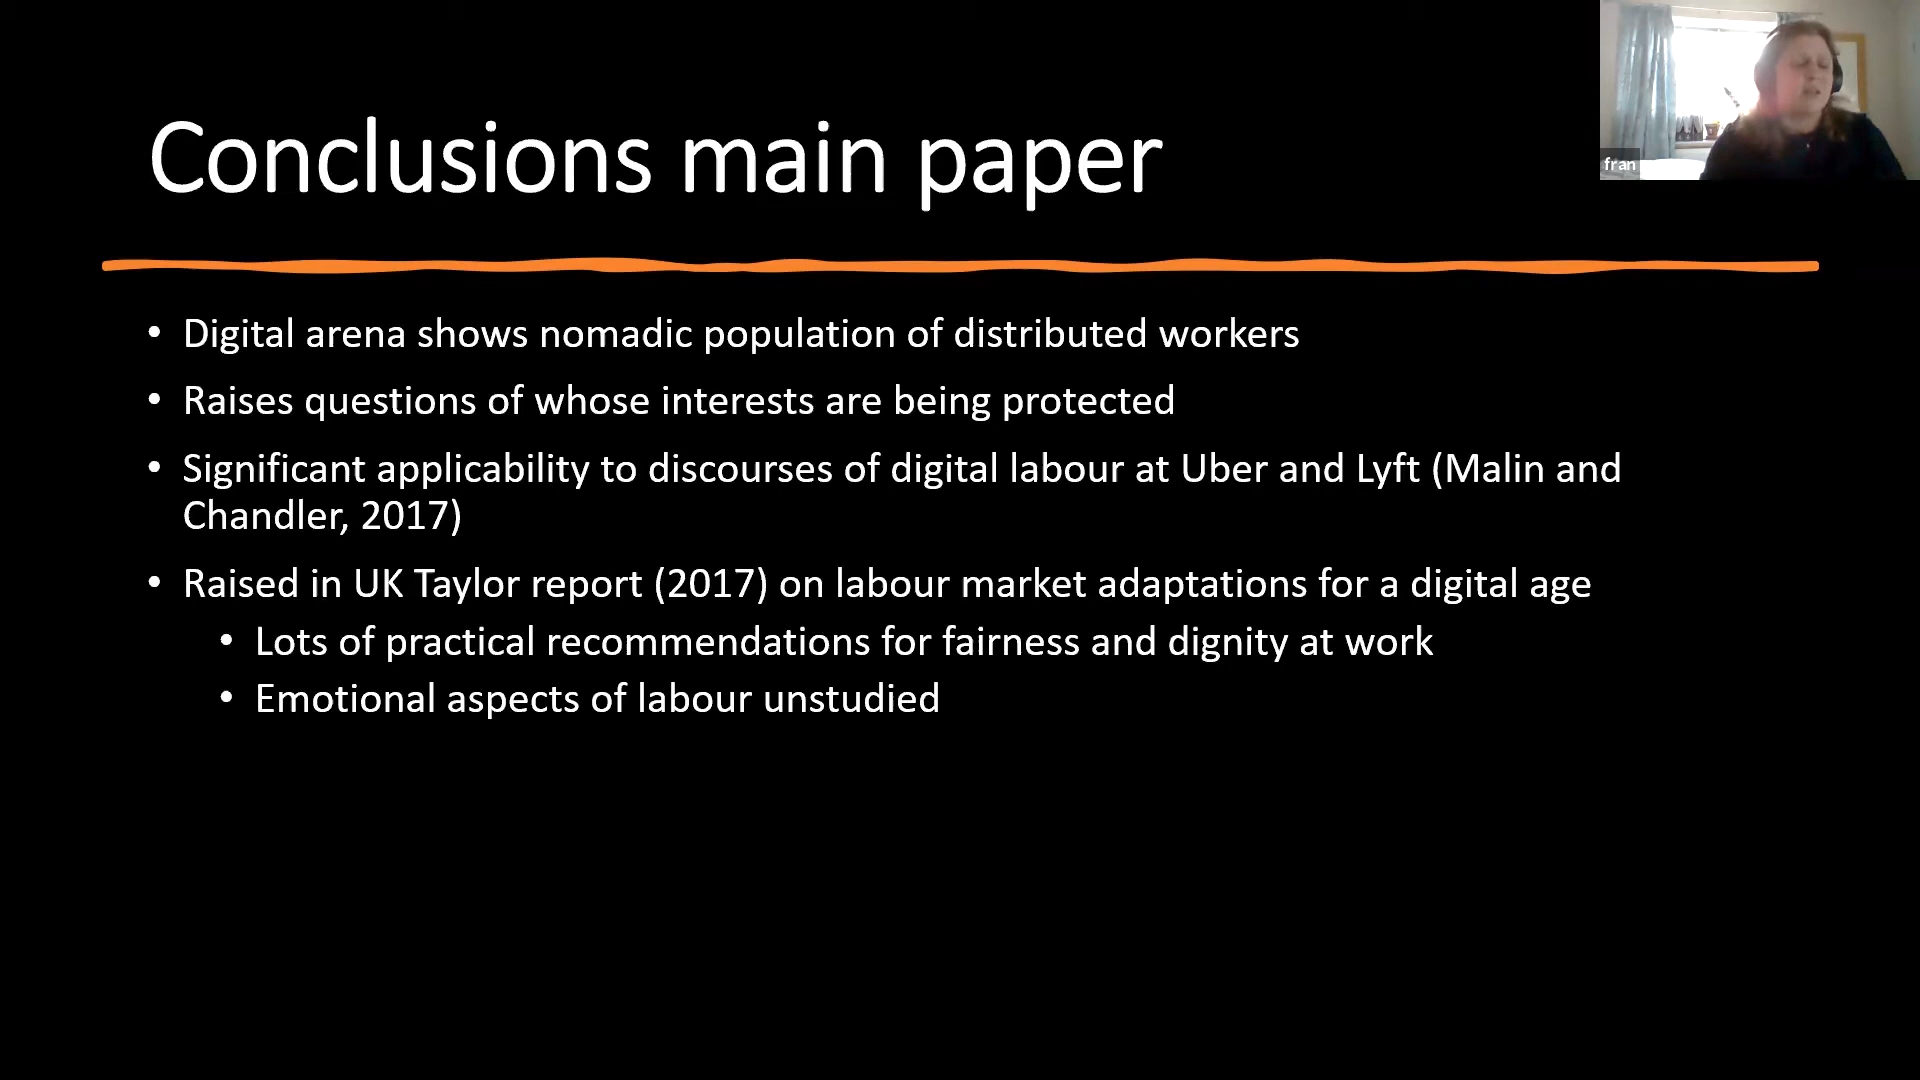 Conclusions main paper
fran
• Digital arena shows nomadic population of distributed workers
• Raises questions of whose interests are being protected
• Significant applicability to discourses of digital labour at Uber and Lyft (Malin and
Chandler, 2017)
• Raised in UK Taylor report (2017) on labour market adaptations for a digital age
• Lots of practical recommendations for fairness and dignity at work
• Emotional aspects of labour unstudied